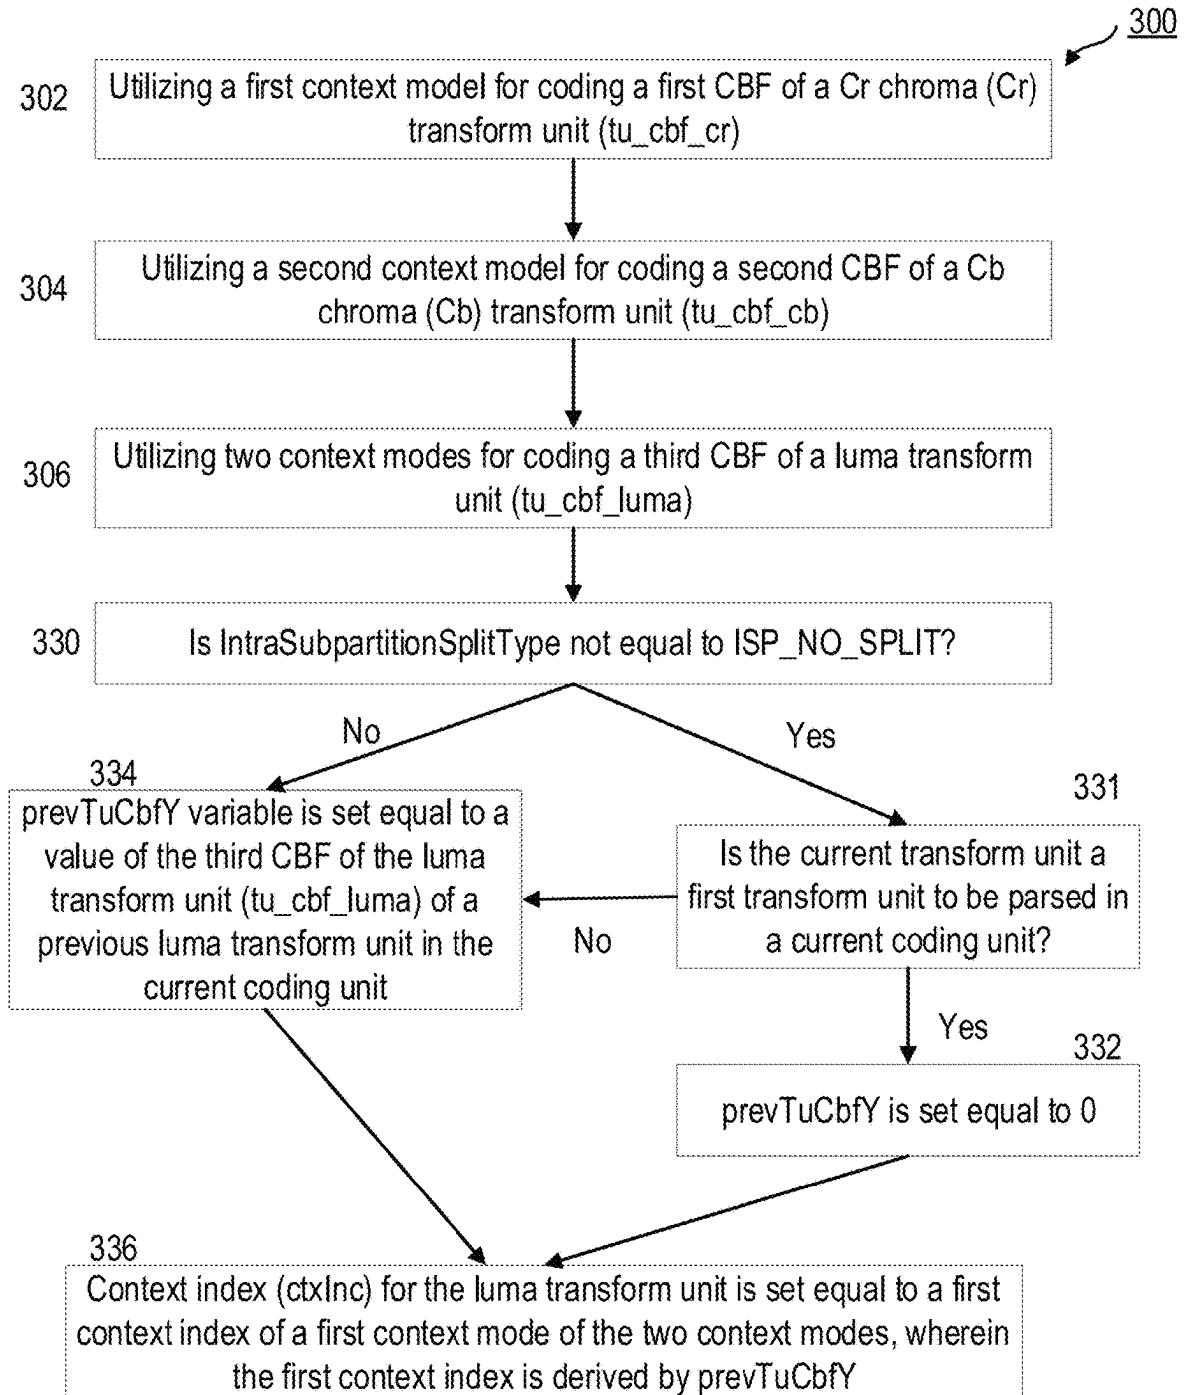 300
302
Utilizing a first context model for coding a first CBF of a Cr chroma (Cr)
transform unit (tu_cbf_cr)
304
Utilizing a second context model for coding a second CBF of a Cb
chroma (Cb) transform unit (tu_cbf_cb)
306
Utilizing two context modes for coding a third CBF of a luma transform
unit (tu_cbf_luma)
330
Is IntraSubpartitionSplitType not equal to ISP_NO_SPLIT?
No
Yes
334
prevTuCbfY variable is set equal to a
value of the third CBF of the luma
transform unit (tu_cbf_luma) of a
previous luma transform unit in the
current coding unit
331
Is the current transform unit a
first transform unit to be parsed in
a current coding unit?
No
Yes
332
prevTuCbfY is set equal to 0
336
Context index (ctxInc) for the luma transform unit is set equal to a first
context index of a first context mode of the two context modes, wherein
the first context index is derived by prevTuCbfY